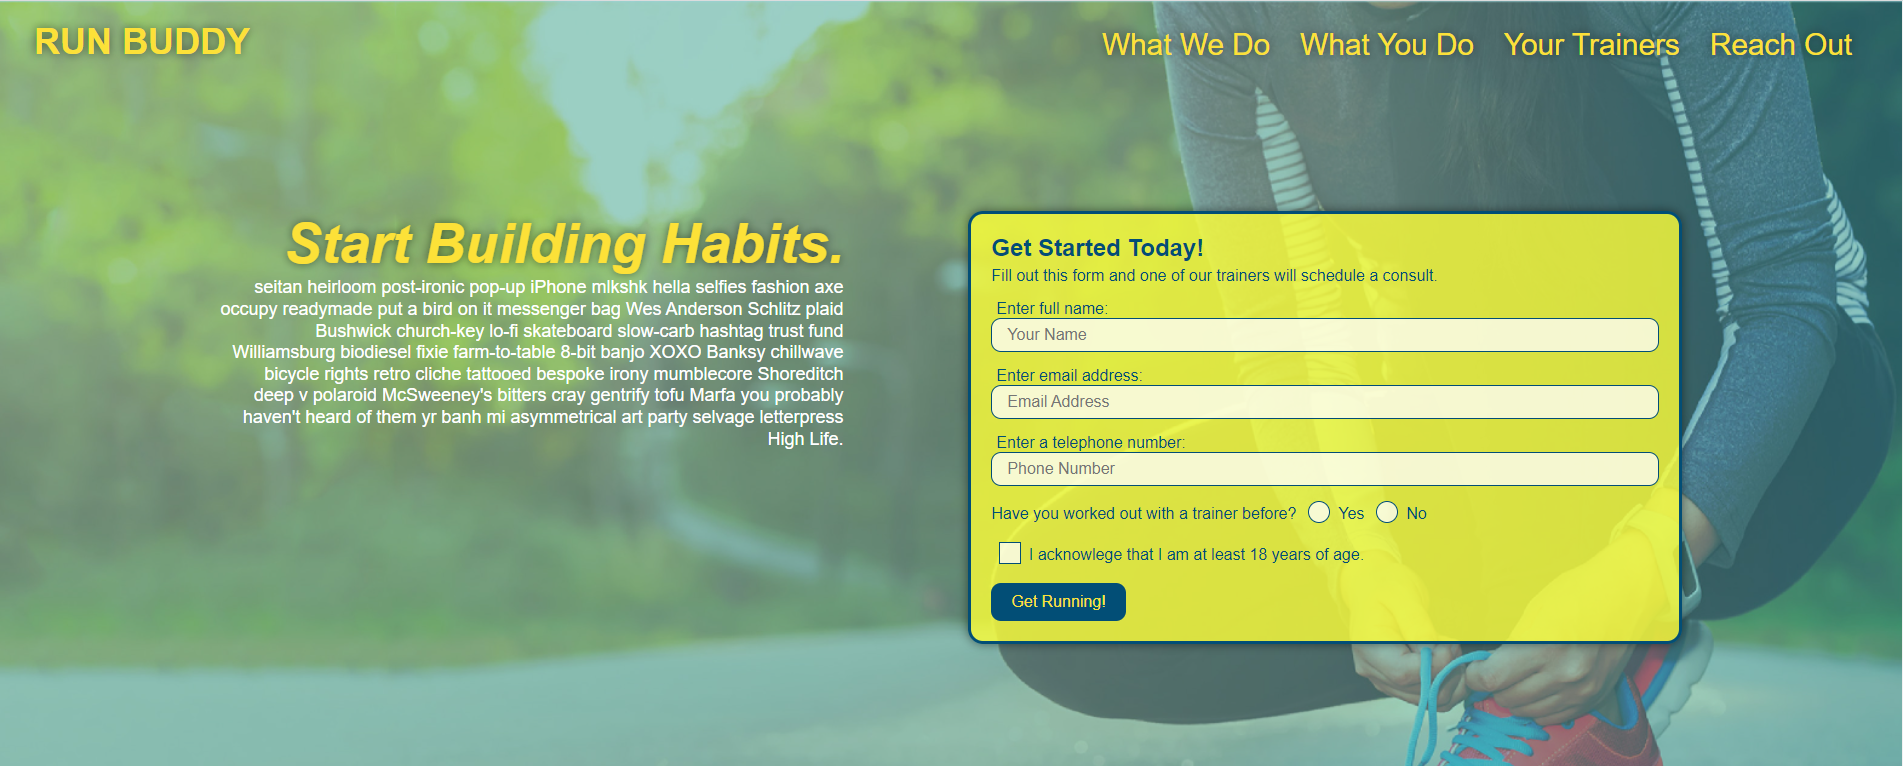 RUN BUDDY
What We Do What You Do Your Trainers Reach Out
Start Building Habits.
seitan heirloom post-ironic pop-up iPhone mlkshk hella selfies fashion axe
occupy readymade put a bird on it messenger bag Wes Anderson Schlitz plaid
Bushwick church-key lo-fi skateboard slow-carb hashtag trust fund
Williamsburg biodiesel fixie farm-to-table 8-bit banjo XOXO Banksy chillwave
bicycle rights retro cliche tattooed bespoke irony mumblecore Shoreditch
deep v polaroid McSweeney's bitters cray gentrify tofu Marfa you probably
haven't heard of them yr banh mi asymmetrical art party selvage letterpress
High Life.
Get Started Today!
Fill out this form and one of our trainers will schedule a consult.
Enter full name:
Your Name
Enter email address:
Email Address
Enter a telephone number:
Phone Number
Have you worked out with a trainer before? Yes No
I acknowlege that I am at least 18 years of age.
Get Running!